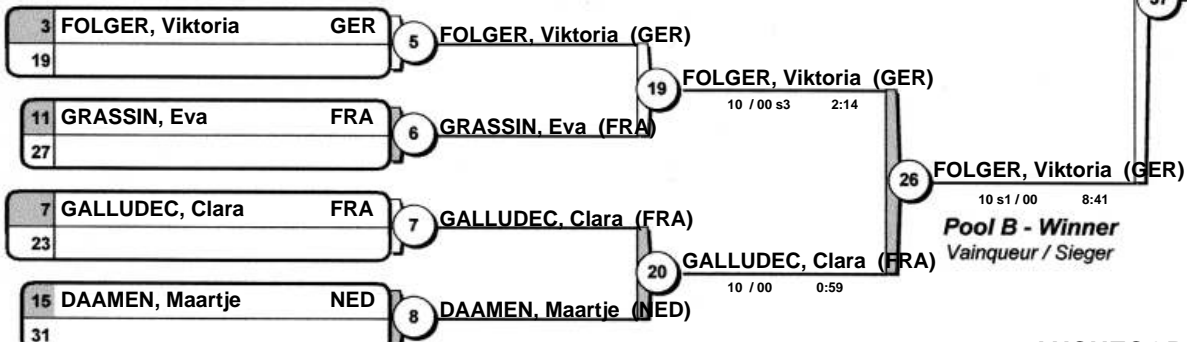 3 FOLGER, Viktoria GER
19
5 FOLGER, Viktoria (GER)
11 GRASSIN, Eva FRA
27
6 GRASSIN, Eva (FRA)
19 FOLGER, Viktoria (GER)
10 / 00 s3 2:14
7 GALLUDEC, Clara FRA
23
7 GALLUDEC, Clara (FRA)
15 DAAMEN, Maartje NED
31
8 DAAMEN, Maartje (NED)
20 GALLUDEC, Clara (FRA)
10 / 00 0:59
26 FOLGER, Viktoria (GER)
10 s1 / 00 8:41
Pool B - Winner
Vainqueur / Sieger